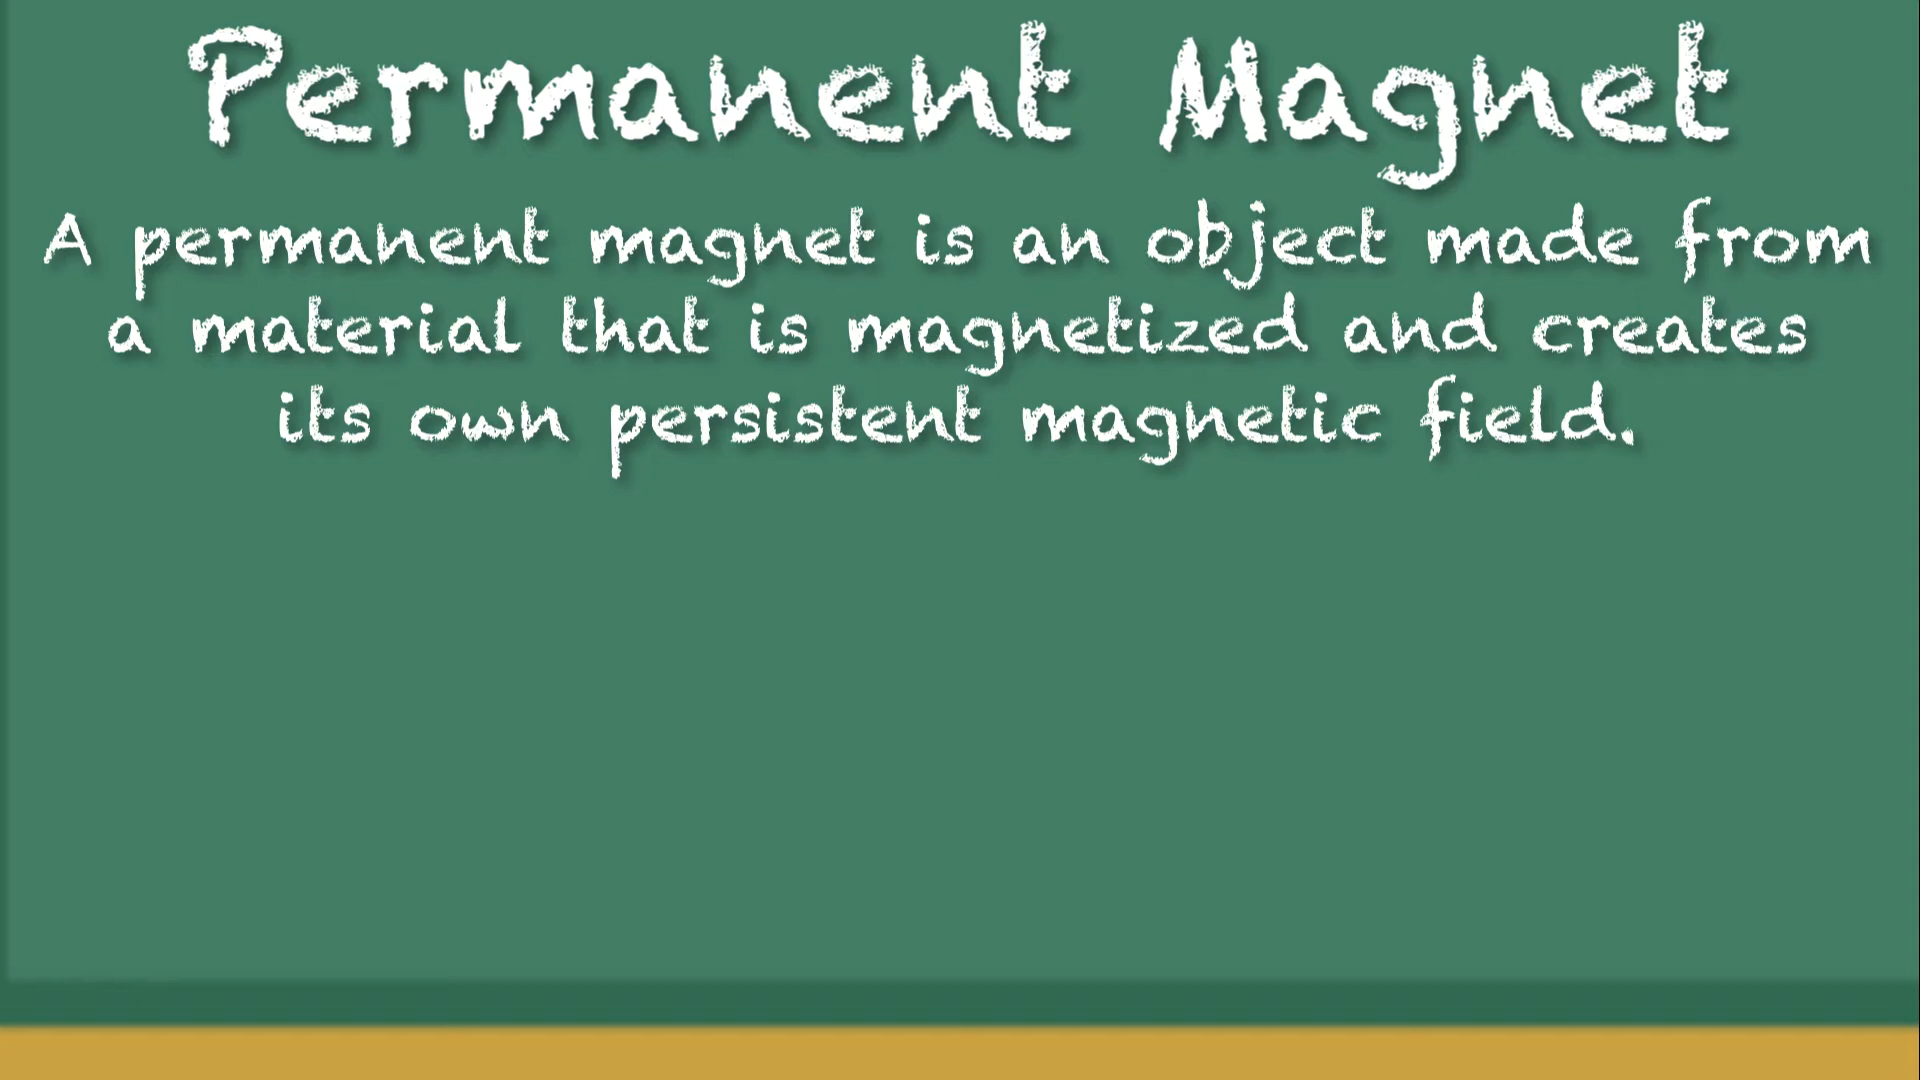 Permanent Magnet
A permanent magnet is an object made from
a material that is magnetized and creates
its own persistent magnetic field.